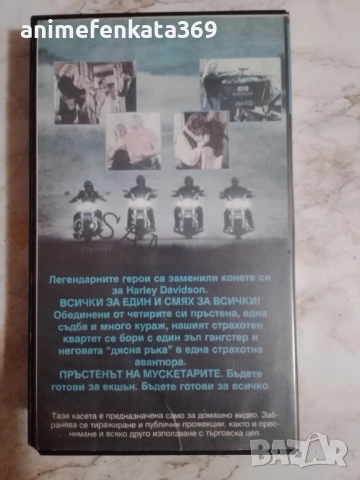 animefenkata369
Легендарните герои са заменили конете си
за Harley Davidson.
ВСИЧКИ ЗА ЕДИН И СМЯХ ЗА ВСИЧКИ!
Обединени от четирите си пръстена, една
съдба и много кураж, нашият страхотен
квартет се бори с един зъл гангстер и
неговата "дясна ръка" в една страхотна
авантюра.
ПРЪСТЕНЪТ НА МУСКЕТАРИТЕ. Бъдете
готови за екшън. Бъдете готови за всичко.
Тази касета е предназначена само за домашно видео. Заб-
ранява се тиражиране и публични прожекции, както и прес-
нимане и всяко друго използване с търговска цел.
bazar